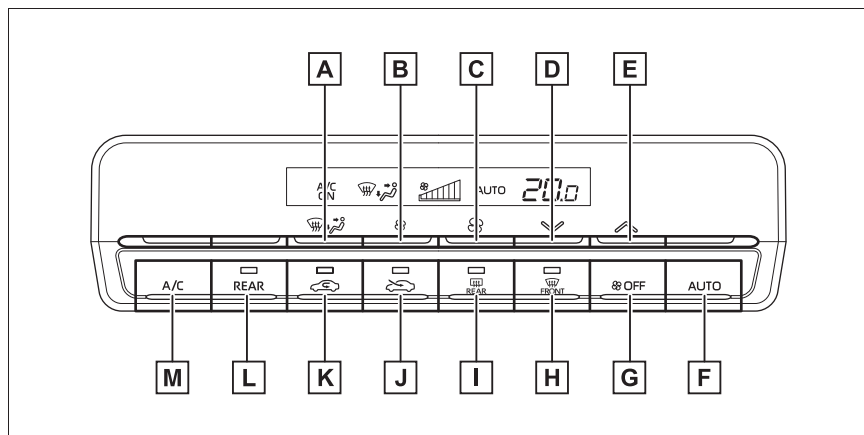 A B C D E
A/C ON AUTO 20.0
A/C REAR REAR FRONT OFF AUTO
M L K J I H G F